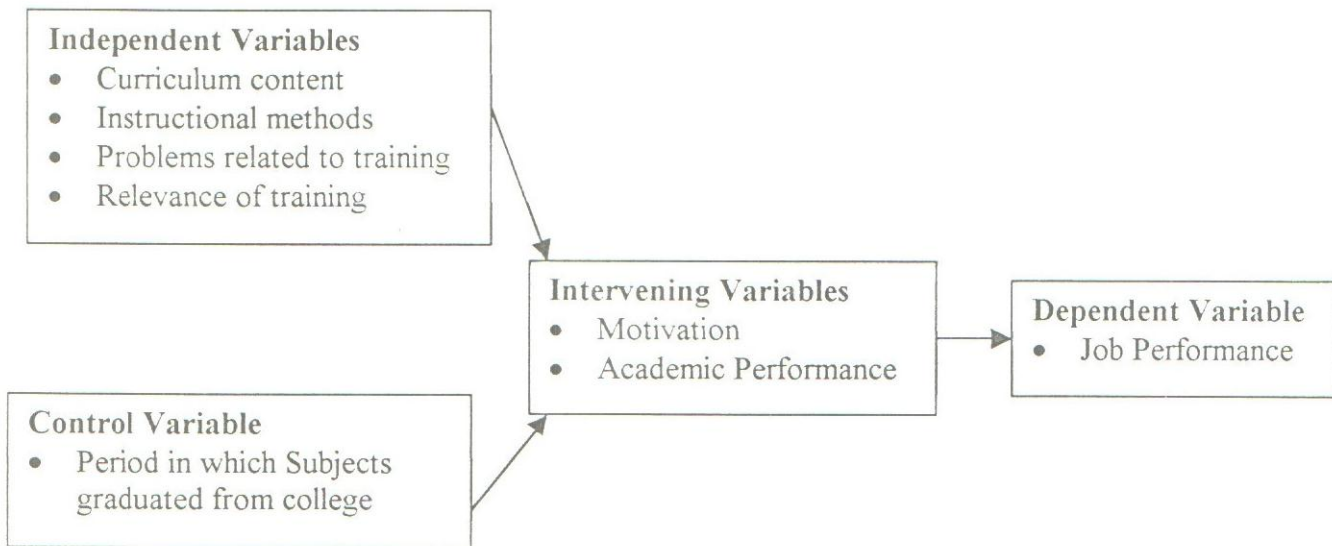 Independent Variables
• Curriculum content
• Instructional methods
• Problems related to training
• Relevance of training
Intervening Variables
• Motivation
• Academic Performance
Dependent Variable
• Job Performance
Control Variable
• Period in which Subjects
graduated from college